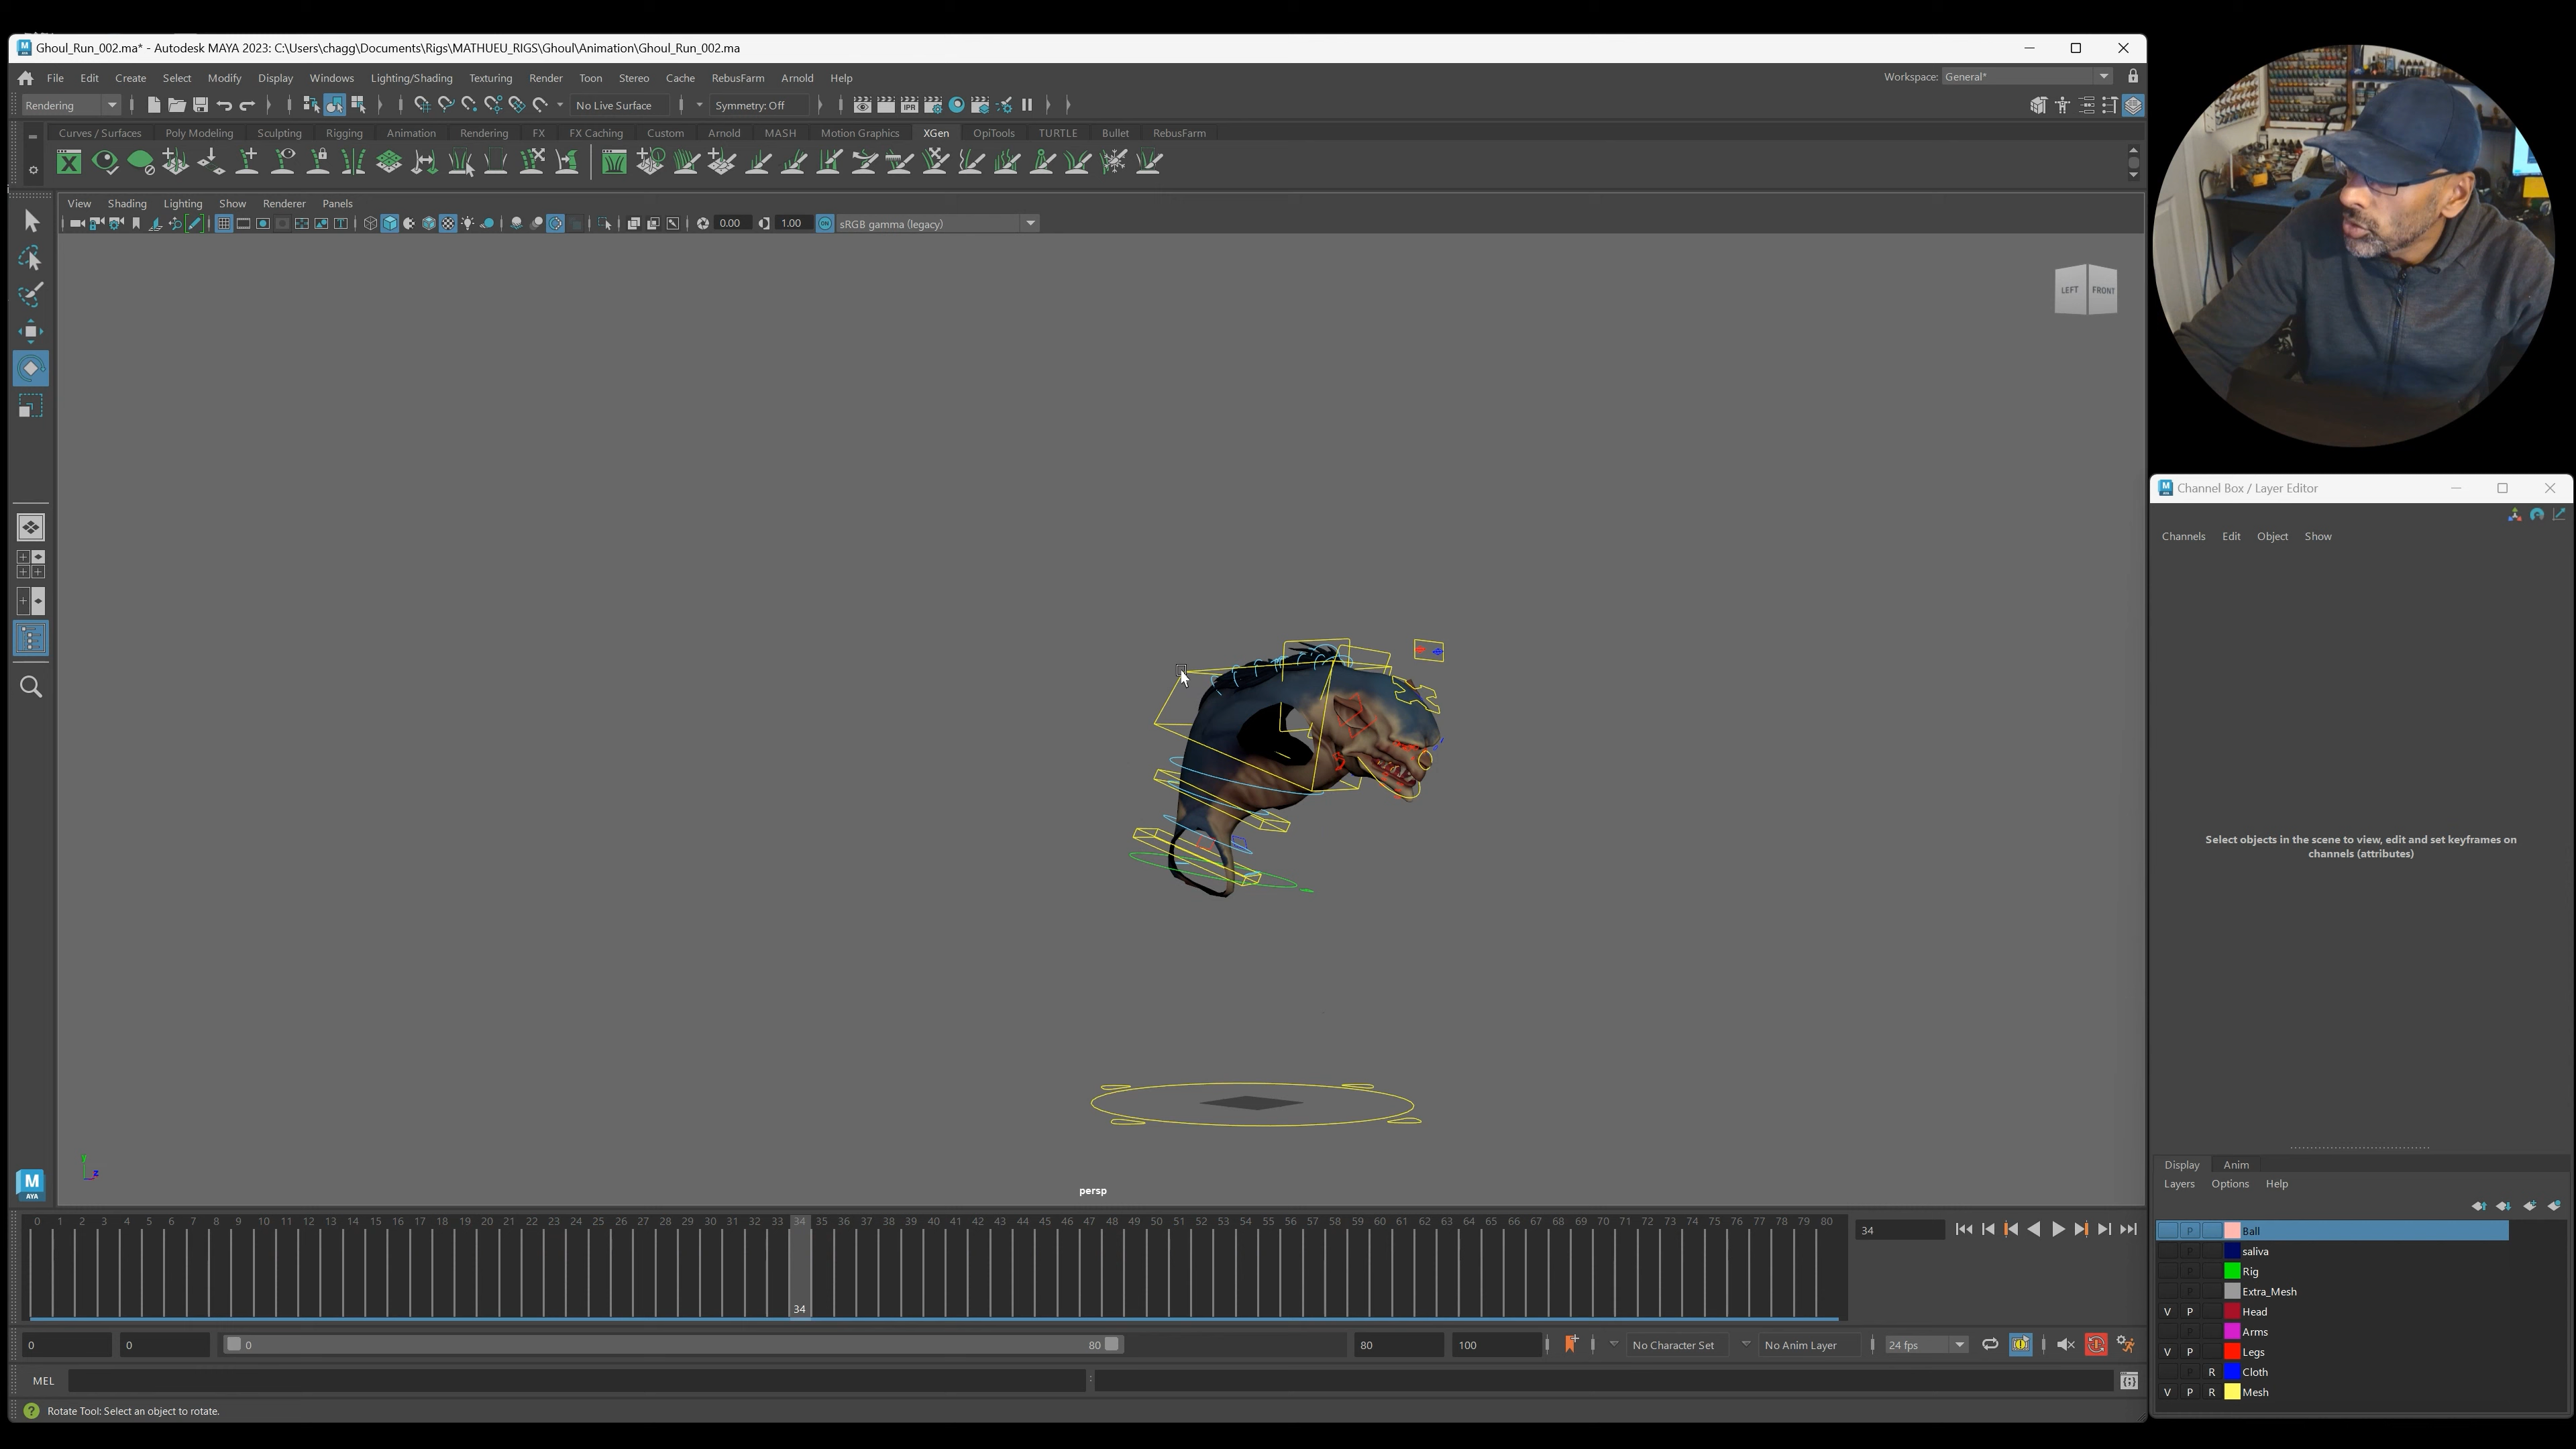 Ghoul_Run_002.ma* - Autodesk MAYA 2023: C:\Users\chagg\Documents\Rigs\MATHUEU_RIGS\Ghoul\Animation\Ghoul_Run_002.ma
File Edit Create Select Modify Display Windows Lighting/Shading Texturing Render Toon Stereo Cache RebusFarm Arnold Help
Workspace: General*
Rendering No Live Surface Symmetry: Off IPR
Curves / Surfaces Poly Modeling Sculpting Rigging Animation Rendering FX FX Caching Custom Arnold MASH Motion Graphics XGen OpiTools TURTLE Bullet RebusFarm
View Shading Lighting Show Renderer Panels
0.00 1.00 ON sRGB gamma (legacy)
LEFT FRONT
y
z
persp
M
AYA
0 1 2 3 4 5 6 7 8 9 10 11 12 13 14 15 16 17 18 19 20 21 22 23 24 25 26 27 28 29 30 31 32 33 34 35 36 37 38 39 40 41 42 43 44 45 46 47 48 49 50 51 52 53 54 55 56 57 58 59 60 61 62 63 64 65 66 67 68 69 70 71 72 73 74 75 76 77 78 79 80
34
34
0 0 0 80 80 100 No Character Set No Anim Layer 24 fps
MEL
Rotate Tool: Select an object to rotate.
Channel Box / Layer Editor
Channels Edit Object Show
Select objects in the scene to view, edit and set keyframes on
channels (attributes)
Display Anim
Layers Options Help
P Ball
P saliva
P Rig
P Extra_Mesh
V P Head
P Arms
V P Legs
P R Cloth
V P R Mesh